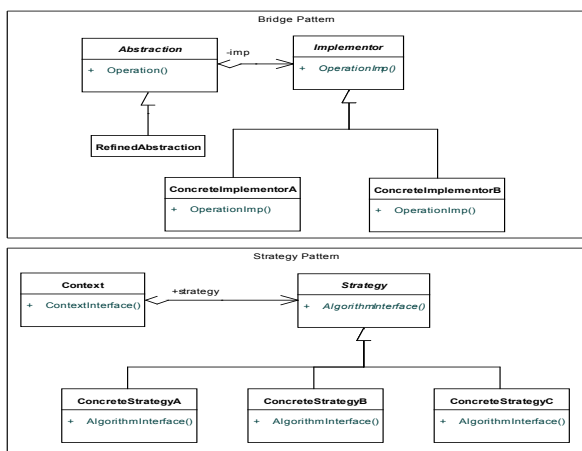 Bridge Pattern
Abstraction
+ Operation()
-imp
Implementor
+ OperationImp()
RefinedAbstraction
ConcreteImplementorA
+ OperationImp()
ConcreteImplementorB
+ OperationImp()
Strategy Pattern
Context
+ ContextInterface()
+strategy
Strategy
+ AlgorithmInterface()
ConcreteStrategyA
+ AlgorithmInterface()
ConcreteStrategyB
+ AlgorithmInterface()
ConcreteStrategyC
+ AlgorithmInterface()